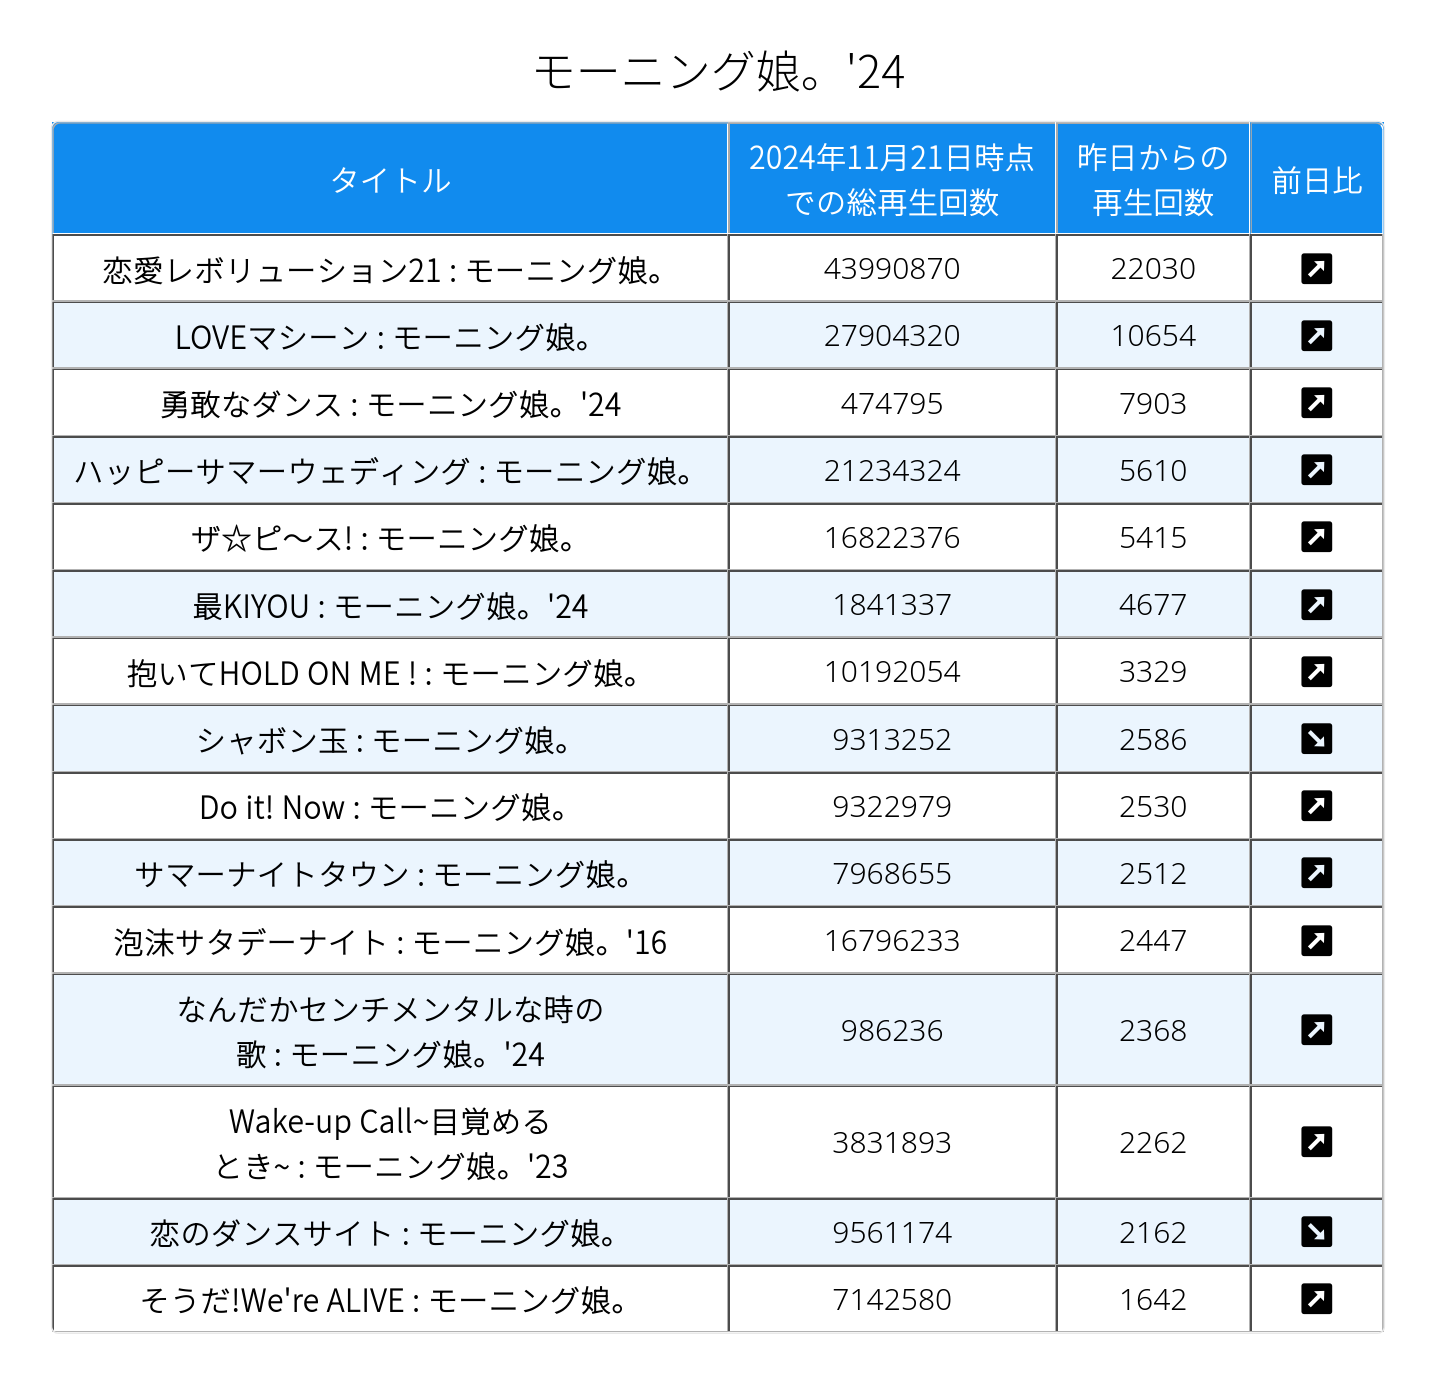 モーニング娘。'24
タイトル
2024年11月21日時点
での総再生回数
昨日からの
再生回数
前日比
恋愛レボリューション21 : モーニング娘。 43990870 22030
LOVEマシーン : モーニング娘。 27904320 10654
勇敢なダンス : モーニング娘。'24 474795 7903
ハッピーサマーウェディング : モーニング娘。 21234324 5610
ザ☆ピ〜ス! : モーニング娘。 16822376 5415
最KIYOU : モーニング娘。'24 1841337 4677
抱いてHOLD ON ME ! : モーニング娘。 10192054 3329
シャボン玉 : モーニング娘。 9313252 2586
Do it! Now : モーニング娘。 9322979 2530
サマーナイトタウン : モーニング娘。 7968655 2512
泡沫サタデーナイト : モーニング娘。'16 16796233 2447
なんだかセンチメンタルな時の
歌 : モーニング娘。'24 986236 2368
Wake-up Call~目覚める
とき~ : モーニング娘。'23 3831893 2262
恋のダンスサイト : モーニング娘。 9561174 2162
そうだ!We're ALIVE : モーニング娘。 7142580 1642